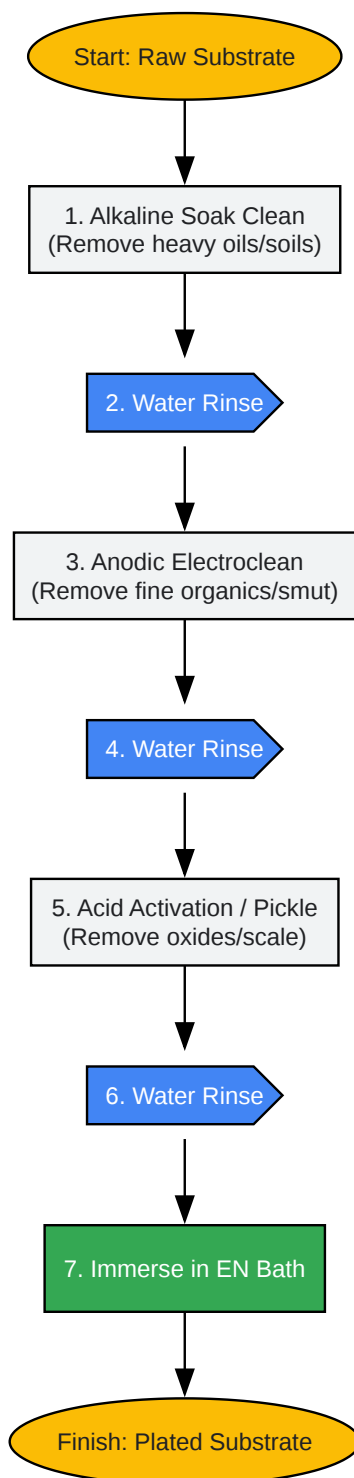 Start: Raw Substrate
1. Alkaline Soak Clean
(Remove heavy oils/soils)
2. Water Rinse
3. Anodic Electroclean
(Remove fine organics/smut)
4. Water Rinse
5. Acid Activation / Pickle
(Remove oxides/scale)
6. Water Rinse
7. Immerse in EN Bath
Finish: Plated Substrate